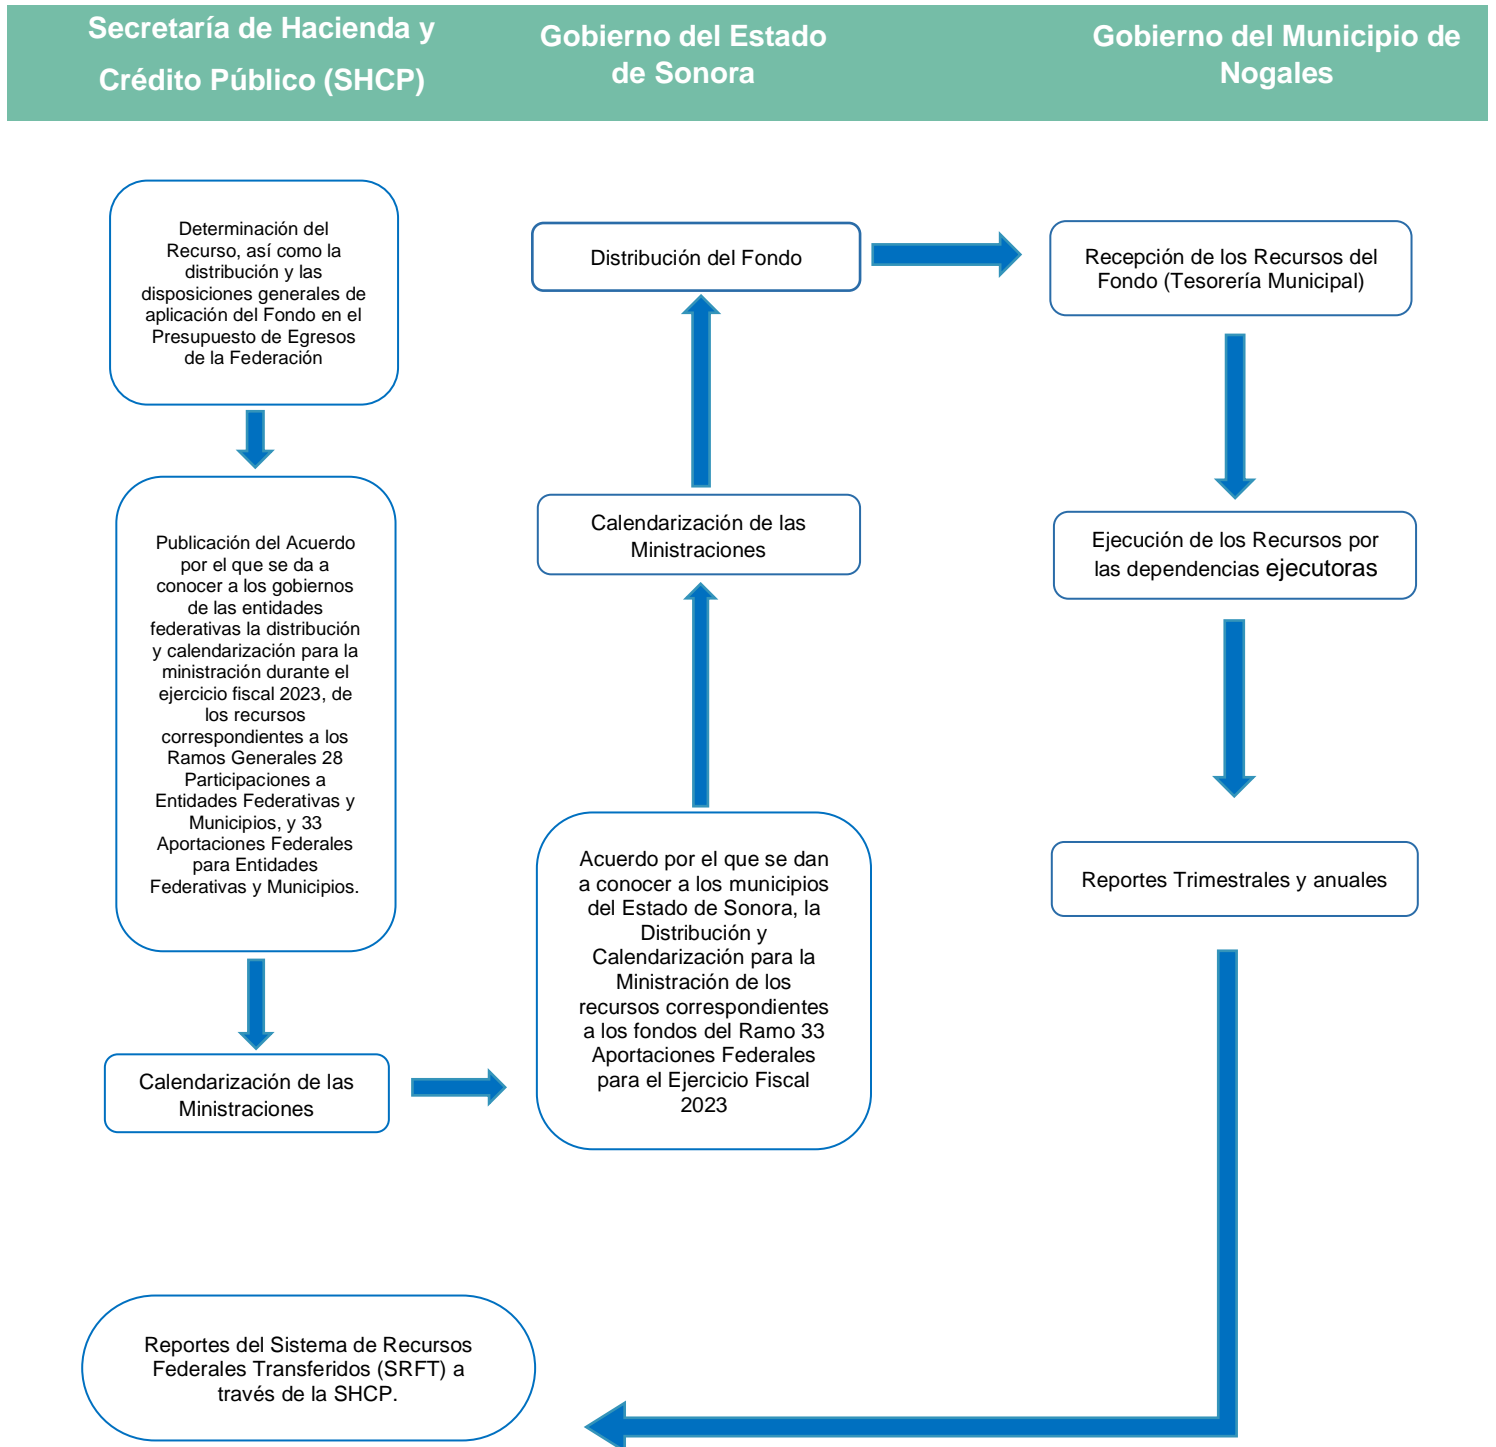 Secretaría de Hacienda y
Crédito Público (SHCP)
Gobierno del Estado
de Sonora
Gobierno del Municipio de
Nogales
Determinación del
Recurso, así como la
distribución y las
disposiciones generales de
aplicación del Fondo en el
Presupuesto de Egresos
de la Federación
Publicación del Acuerdo
por el que se da a
conocer a los gobiernos
de las entidades
federativas la distribución
y calendarización para la
ministración durante el
ejercicio fiscal 2023, de
los recursos
correspondientes a los
Ramos Generales 28
Participaciones a
Entidades Federativas y
Municipios, y 33
Aportaciones Federales
para Entidades
Federativas y Municipios.
Calendarización de las
Ministraciones
Distribución del Fondo
Calendarización de las
Ministraciones
Acuerdo por el que se dan
a conocer a los municipios
del Estado de Sonora, la
Distribución y
Calendarización para la
Ministración de los
recursos correspondientes
a los fondos del Ramo 33
Aportaciones Federales
para el Ejercicio Fiscal
2023
Recepción de los Recursos del
Fondo (Tesorería Municipal)
Ejecución de los Recursos por
las dependencias ejecutoras
Reportes Trimestrales y anuales
Reportes del Sistema de Recursos
Federales Transferidos (SRFT) a
través de la SHCP.